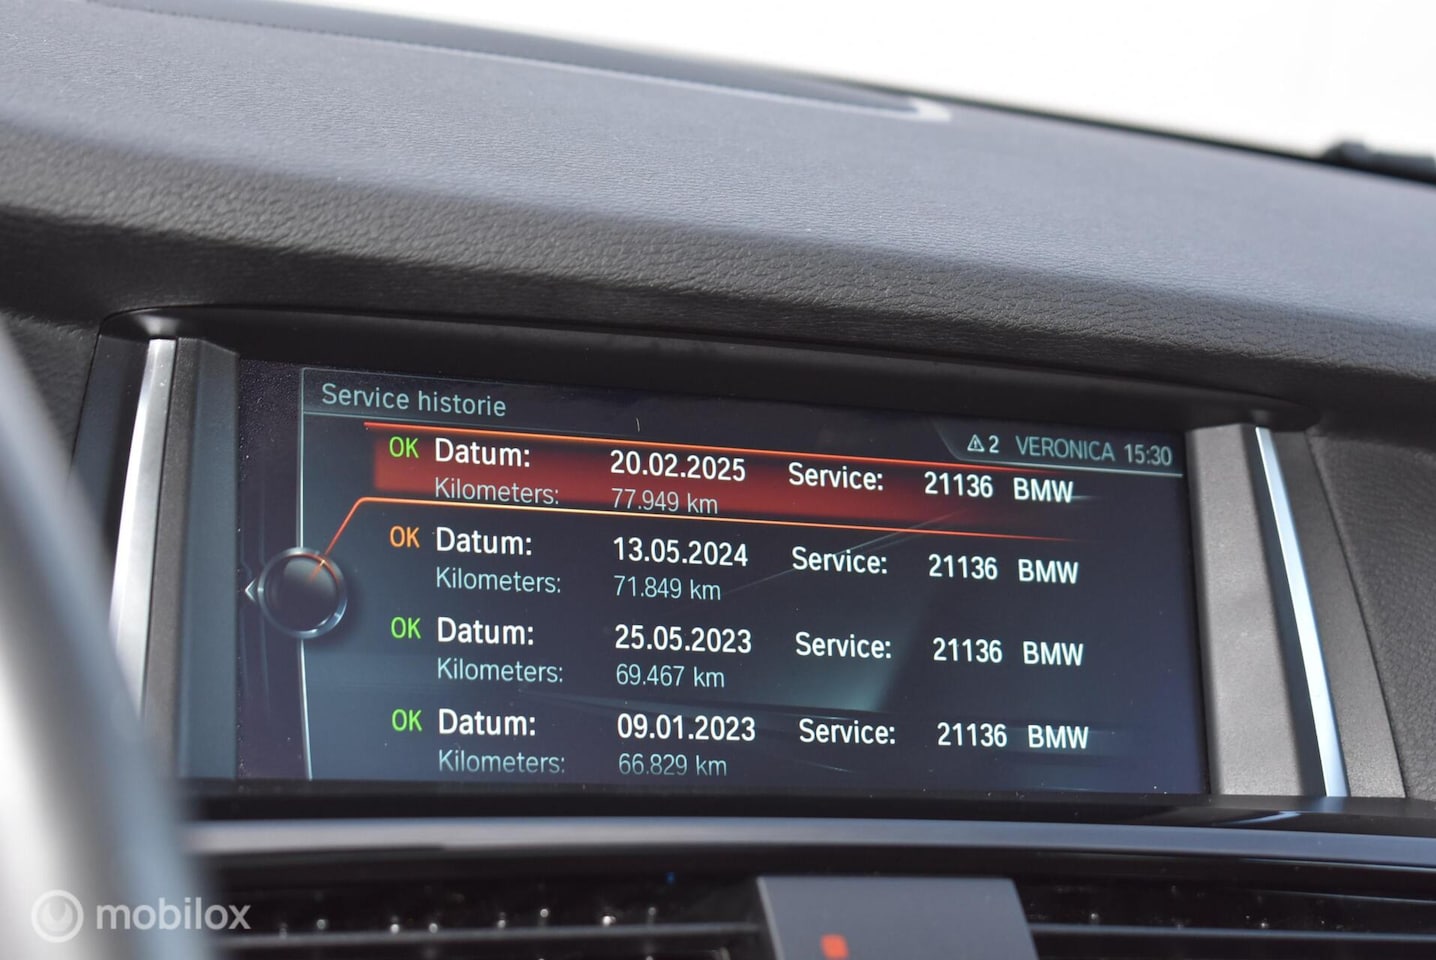 Service historie
2 VERONICA 15:30
OK Datum: 20.02.2025 Service: 21136 BMW
Kilometers: 77.949 km
OK Datum: 13.05.2024 Service: 21136 BMW
Kilometers: 71.849 km
OK Datum: 25.05.2023 Service: 21136 BMW
Kilometers: 69.467 km
OK Datum: 09.01.2023 Service: 21136 BMW
Kilometers: 66.829 km
mobilox